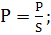 P = P/S ;